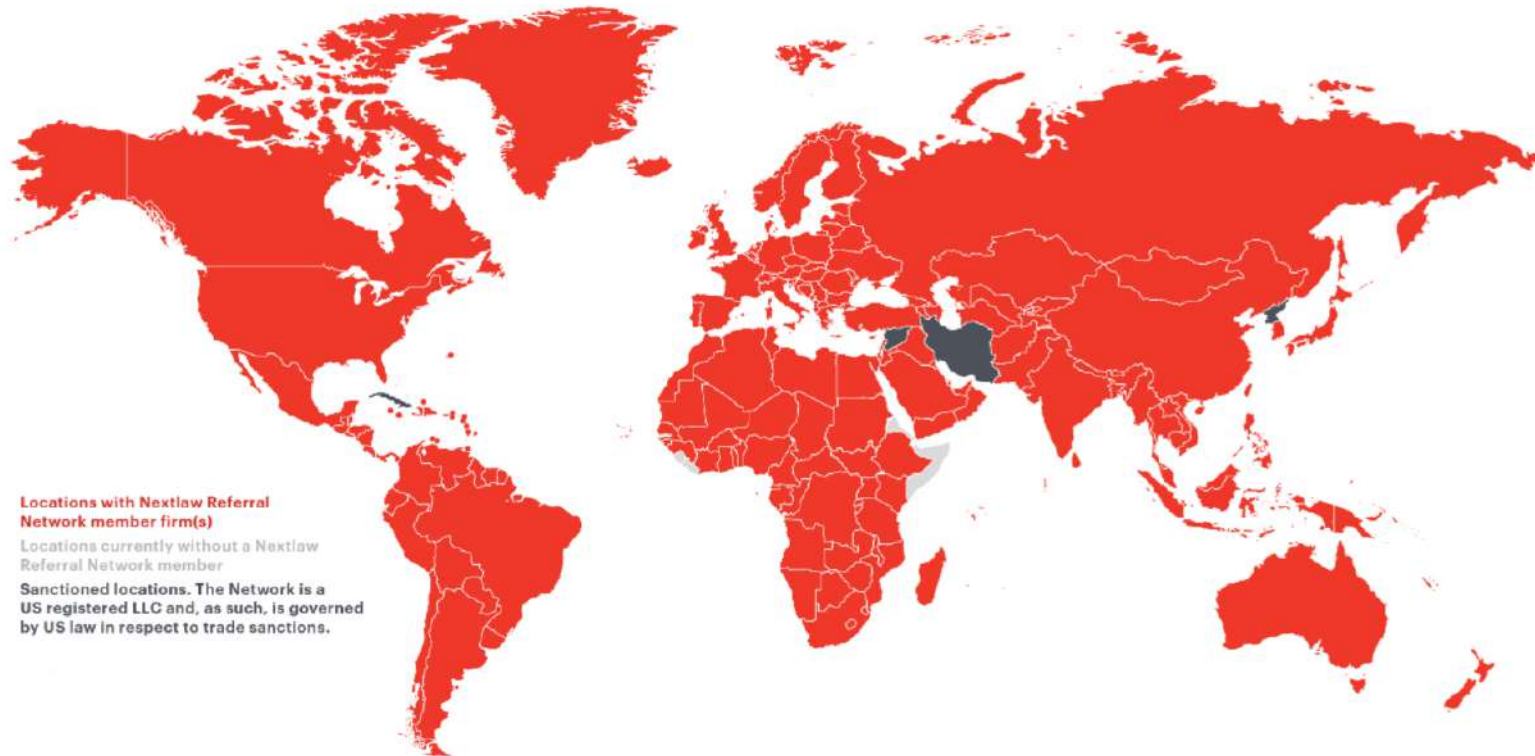 Locations with Nextlaw Referral
Network member firm(s)
Locations currently without a Nextlaw
Referral Network member
Sanctioned locations. The Network is a
US registered LLC and, as such, is governed
by US law in respect to trade sanctions.